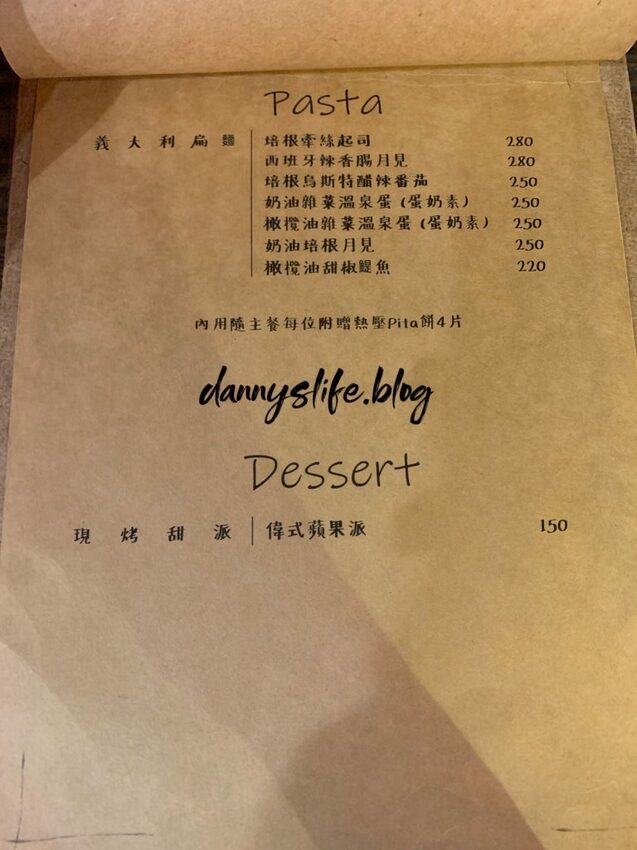 Pasta
義大利扁麵 培根牽絲起司 280
西班牙辣香腸月見 280
培根烏斯特醋辣番茄 250
奶油雜菜溫泉蛋（蛋奶素） 250
橄欖油雜菜溫泉蛋（蛋奶素） 250
奶油培根月見 250
橄欖油甜椒鯷魚 220
內用隨主餐每位附贈熱壓Pita餅4片
dannyslife.blog
Dessert
現烤甜派 偉式蘋果派 150